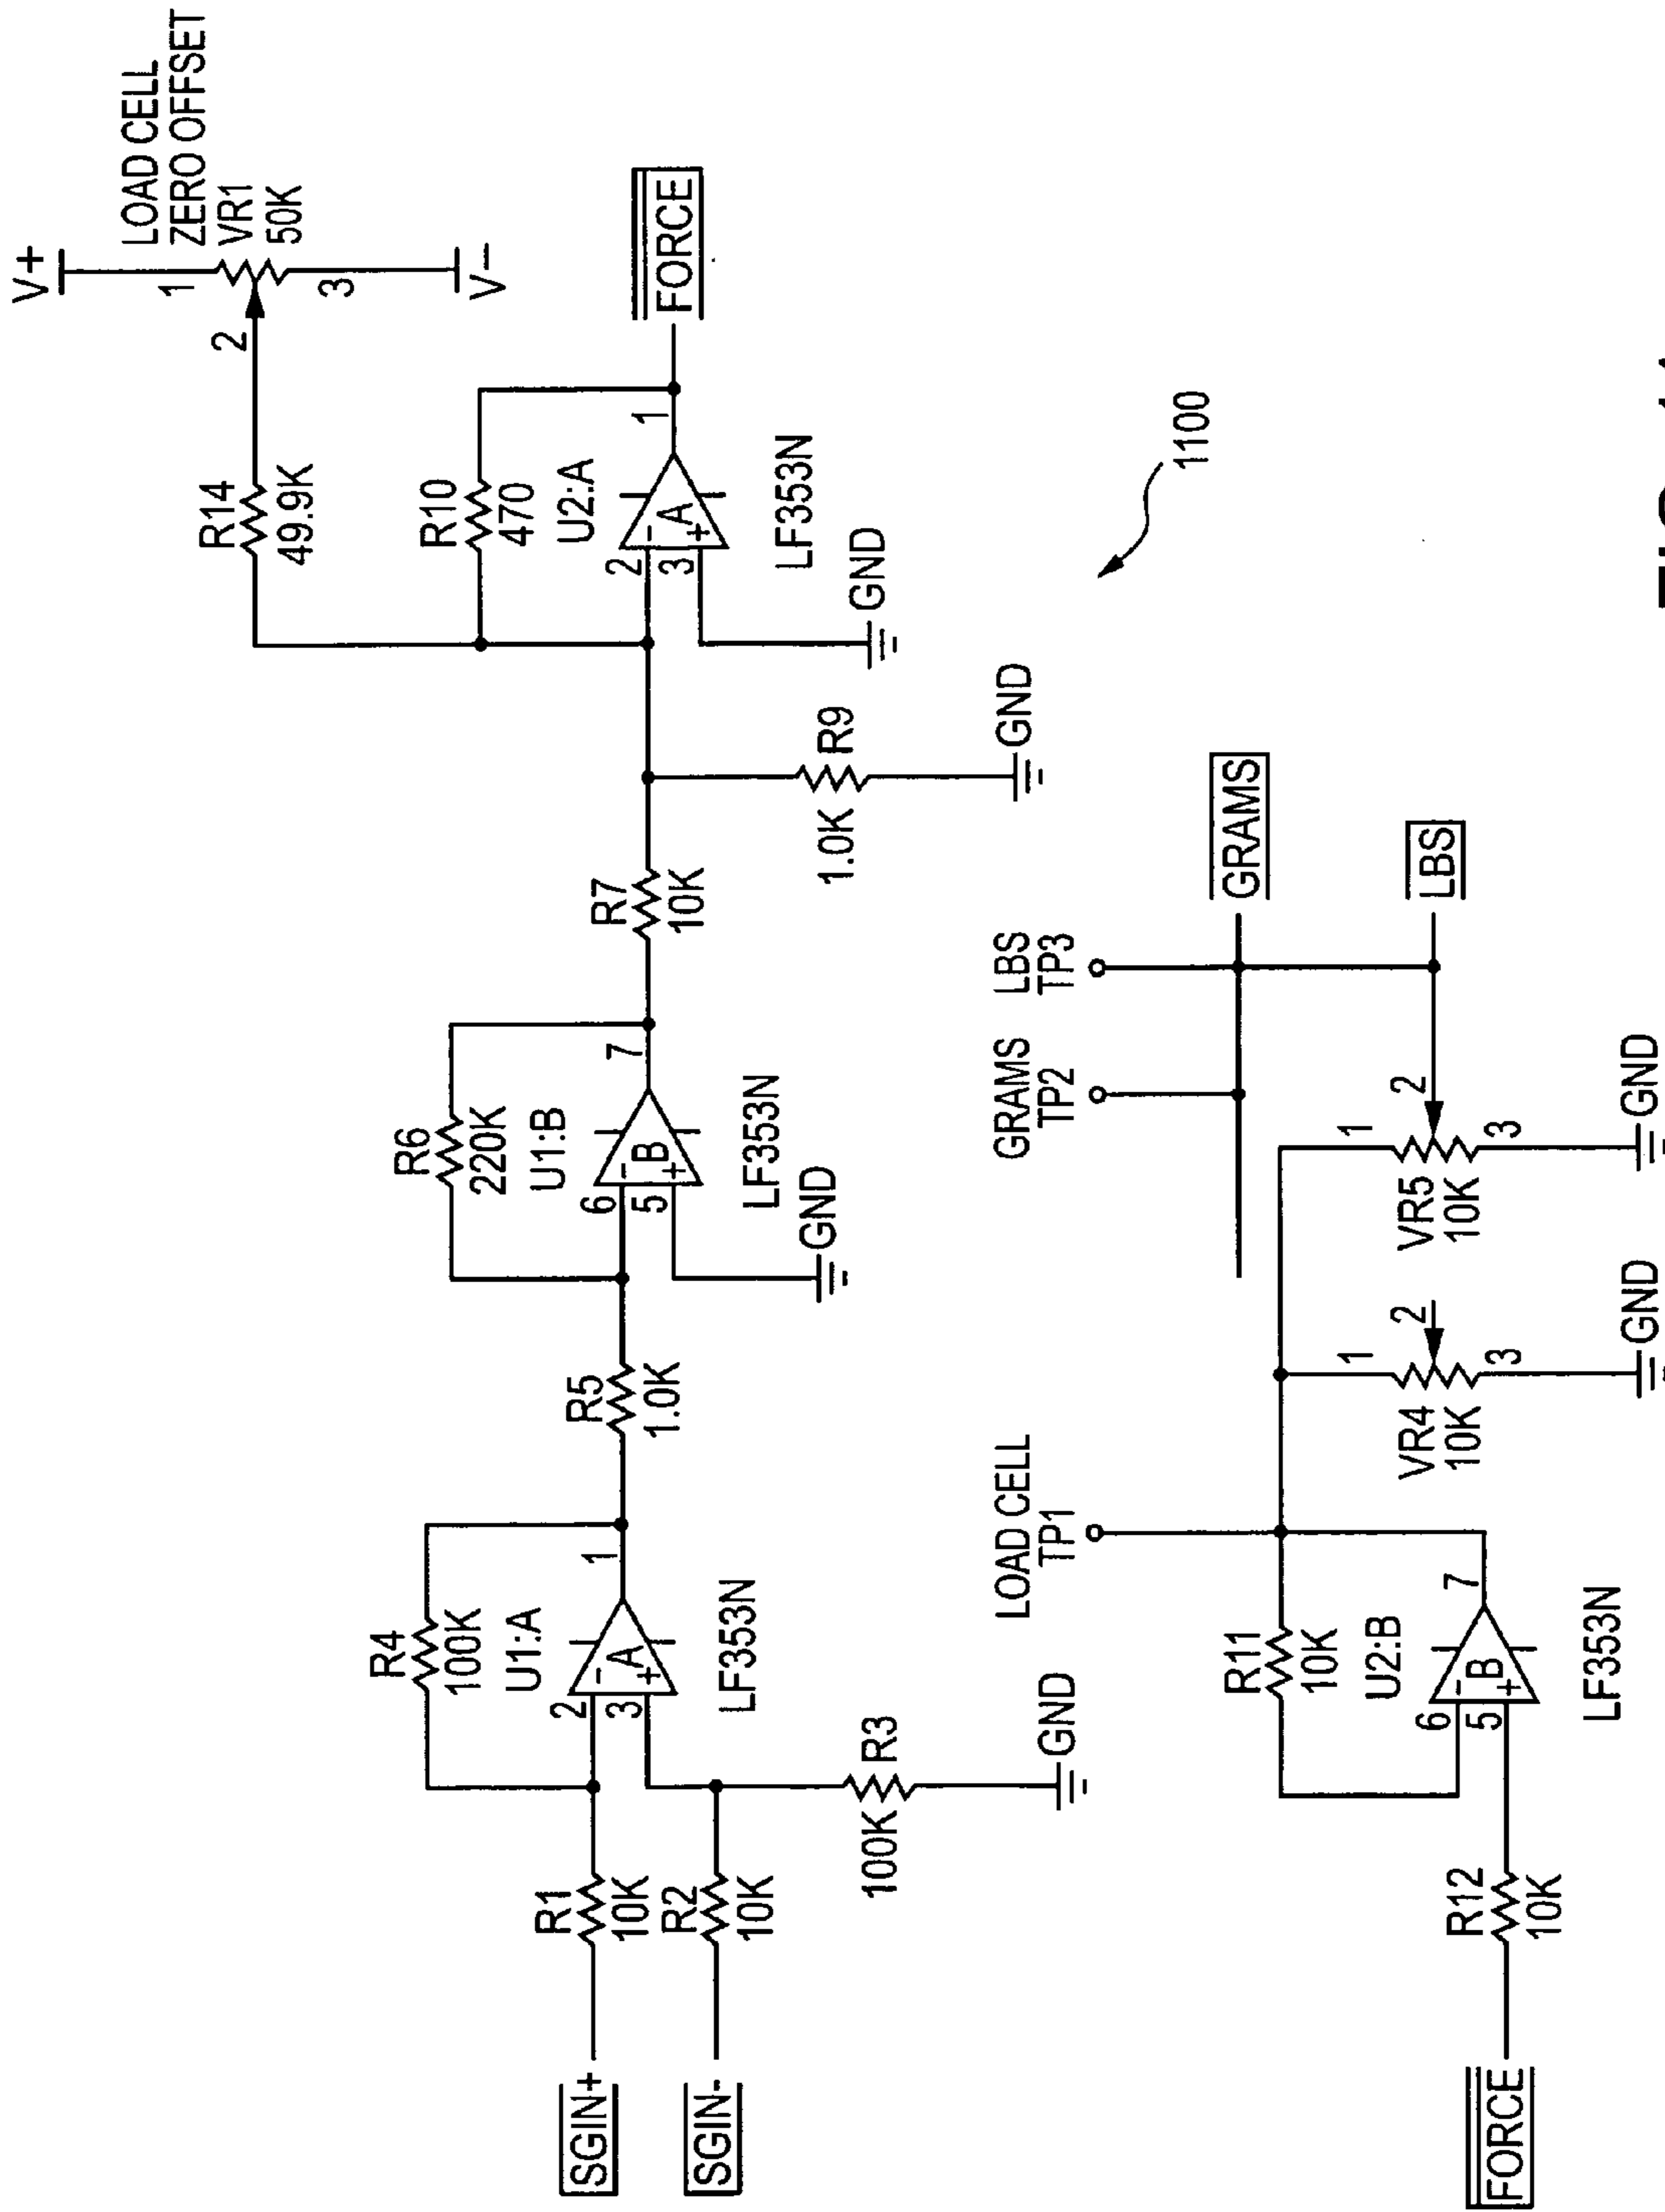 V+
LOAD CELL
ZERO OFFSET
VR1
50K
1
2
3
V-
R14
49.9K
R10
470
U2:A
2
3
-
+
A
1
LF353N
GND
FORCE
R6
220K
U1:B
6
5
-
+
B
7
LF353N
GND
R7
10K
R9
1.0K
GND
R4
100K
U1:A
2
3
-
+
A
1
LF353N
R5
1.0K
SGIN+
R1
10K
SGIN-
R2
10K
R3
100K
GND
1100
LOAD CELL
TP1
GRAMS
TP2
LBS
TP3
GRAMS
LBS
R11
10K
U2:B
6
5
-
+
B
7
LF353N
FORCE
R12
10K
VR4
10K
1
2
3
GND
VR5
10K
1
2
3
GND